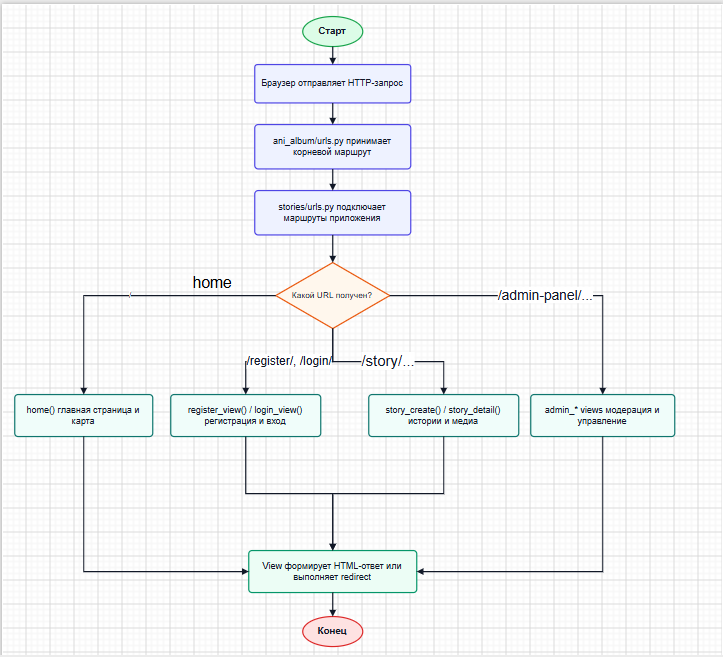 Старт
Браузер отправляет HTTP-запрос
ani_album/urls.py принимает
корневой маршрут
stories/urls.py подключает
маршруты приложения
Какой URL получен?
home
/
/admin-panel/...
/register/, /login/
/story/...
home() главная страница и
карта
register_view() / login_view()
регистрация и вход
story_create() / story_detail()
истории и медиа
admin_* views модерация и
управление
View формирует HTML-ответ или
выполняет redirect
Конец